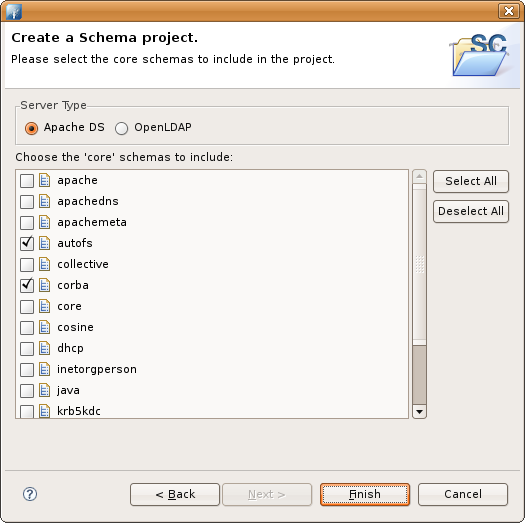 Create a Schema project.
Please select the core schemas to include in the project.
SC
Server Type
Apache DS
OpenLDAP
Choose the 'core' schemas to include:
apache
apachedns
apachemeta
autofs
collective
corba
core
cosine
dhcp
inetorgperson
java
krb5kdc
Select All
Deselect All
?
< Back
Next >
Finish
Cancel